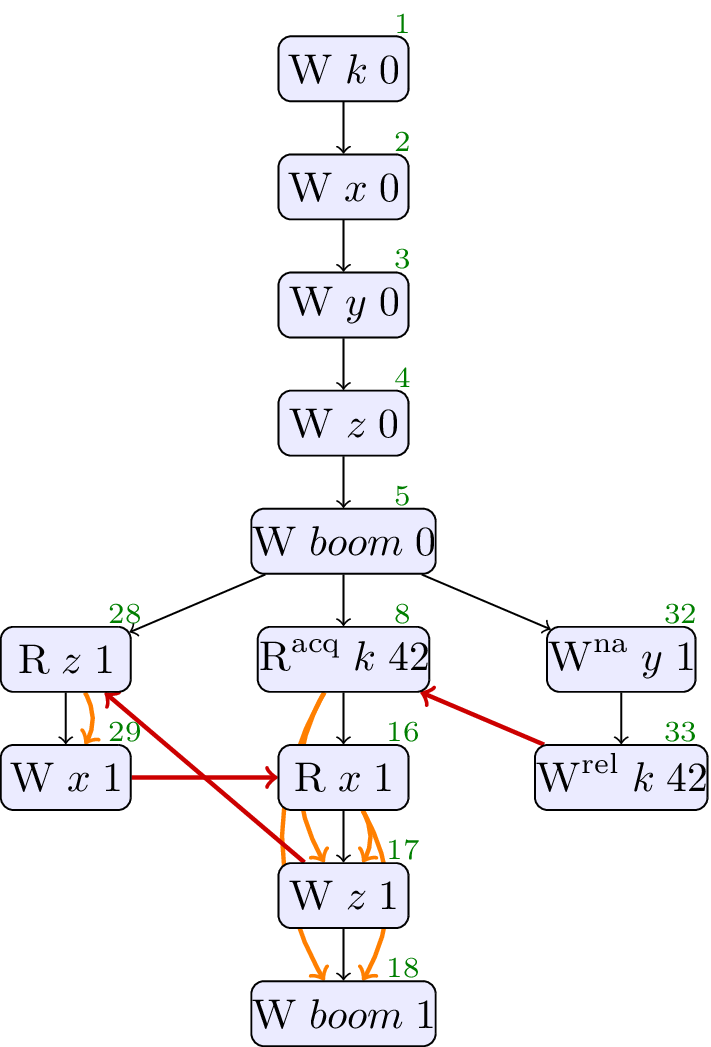 1
W k 0
2
W x 0
3
W y 0
4
W z 0
5
W boom 0
28 8 32
R z 1 R^acq k 42 W^na y 1
29 16 33
W x 1 R x 1 W^rel k 42
17
W z 1
18
W boom 1